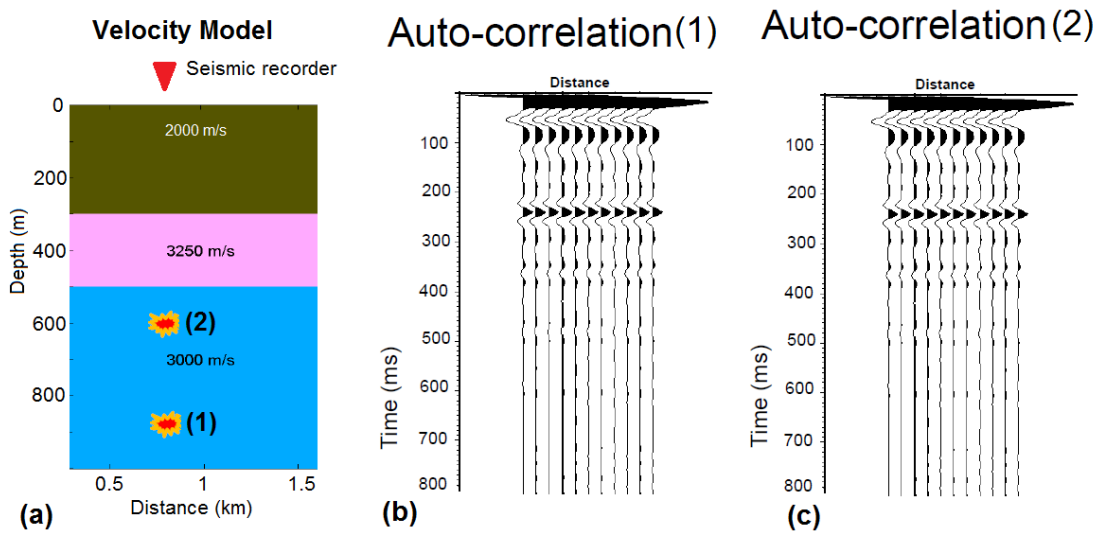 Velocity Model
Seismic recorder
0
200
400
600
800
Depth (m)
2000 m/s
3250 m/s
(2)
3000 m/s
(1)
0.5
1
1.5
Distance (km)
(a)
Auto-correlation(1)
Distance
100
200
300
400
500
600
700
800
Time (ms)
(b)
Auto-correlation(2)
Distance
100
200
300
400
500
600
700
800
Time (ms)
(c)